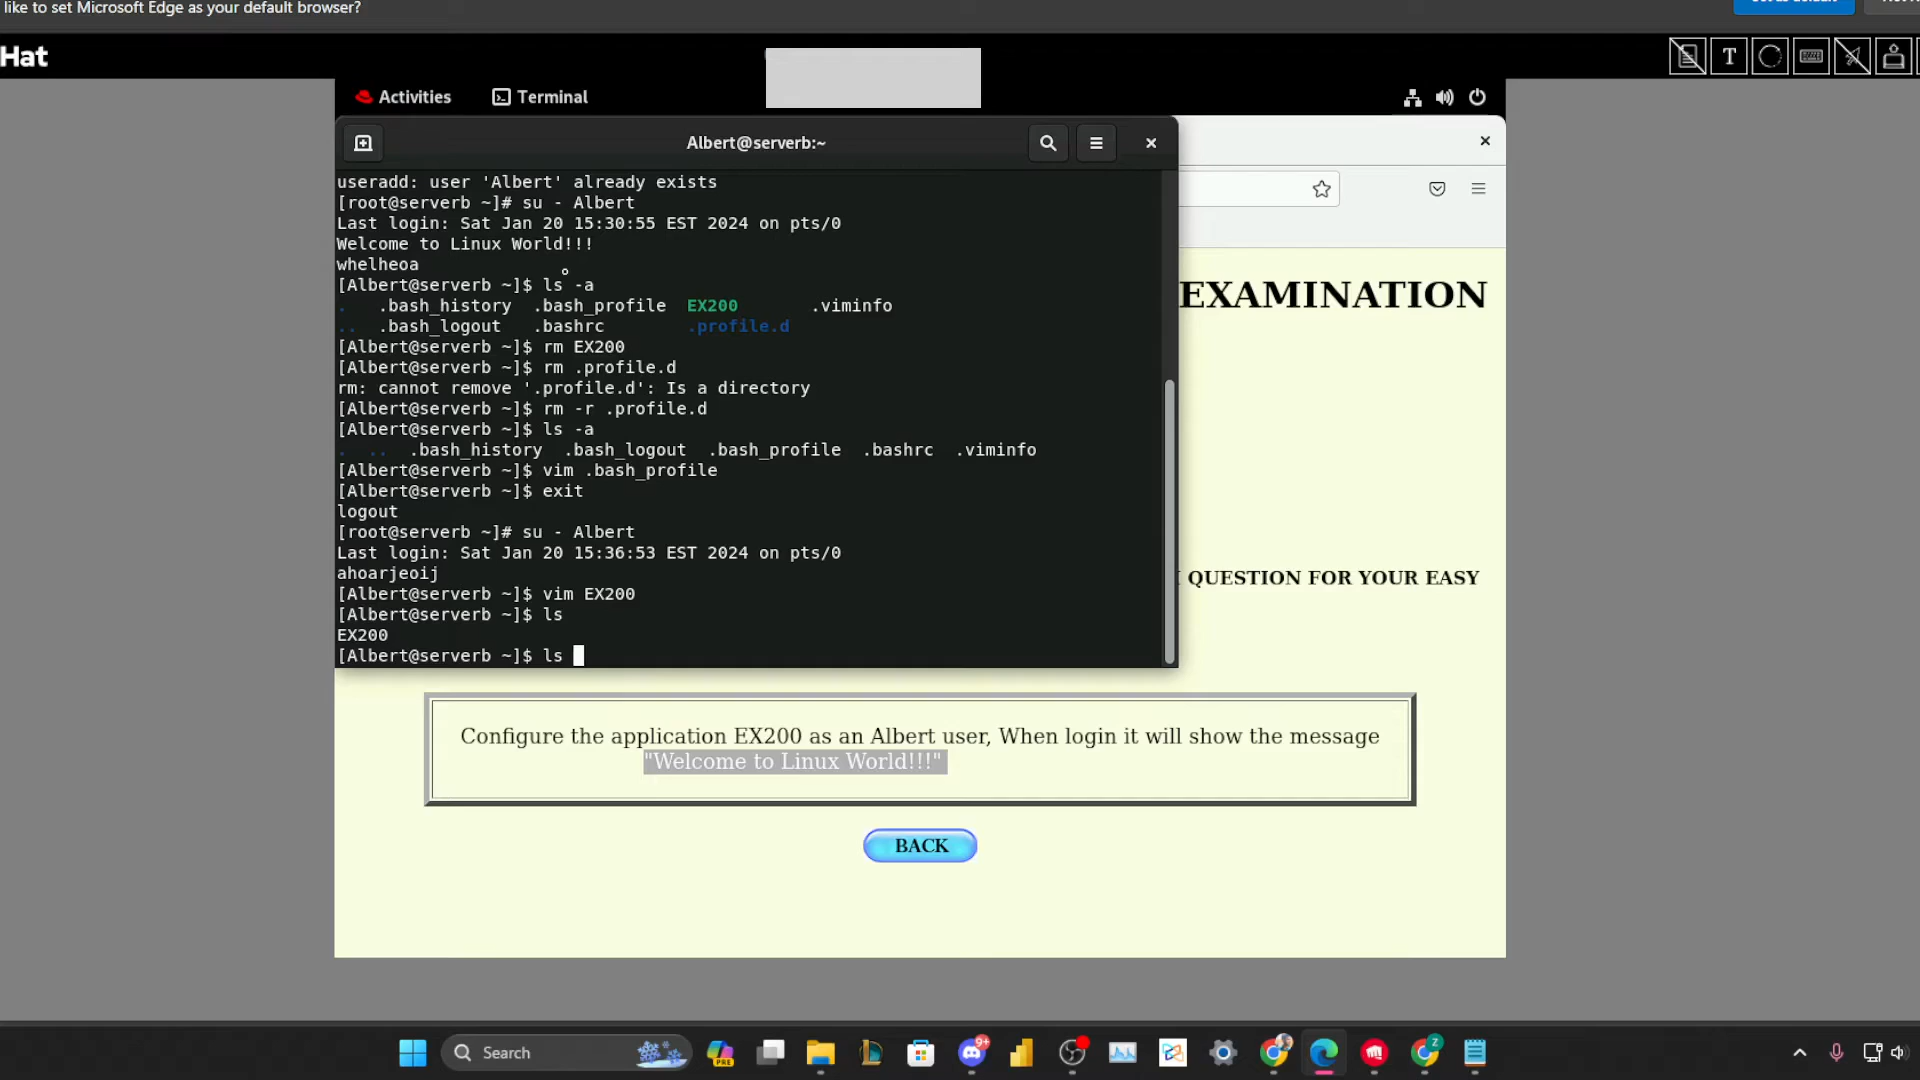 like to set Microsoft Edge as your default browser?
Hat
T
Activities
Terminal
Albert@serverb:~
useradd: user 'Albert' already exists
[root@serverb ~]# su - Albert
Last login: Sat Jan 20 15:30:55 EST 2024 on pts/0
Welcome to Linux World!!!
whelheoa
[Albert@serverb ~]$ ls -a
. .bash_history .bash_profile EX200 .viminfo
.. .bash_logout .bashrc .profile.d
[Albert@serverb ~]$ rm EX200
[Albert@serverb ~]$ rm .profile.d
rm: cannot remove '.profile.d': Is a directory
[Albert@serverb ~]$ rm -r .profile.d
[Albert@serverb ~]$ ls -a
. .. .bash_history .bash_logout .bash_profile .bashrc .viminfo
[Albert@serverb ~]$ vim .bash_profile
[Albert@serverb ~]$ exit
logout
[root@serverb ~]# su - Albert
Last login: Sat Jan 20 15:36:53 EST 2024 on pts/0
ahoarjeoij
[Albert@serverb ~]$ vim EX200
[Albert@serverb ~]$ ls
EX200
[Albert@serverb ~]$ ls
EXAMINATION
QUESTION FOR YOUR EASY
Configure the application EX200 as an Albert user, When login it will show the message
"Welcome to Linux World!!!"
BACK
Search
PRE
9+
Z